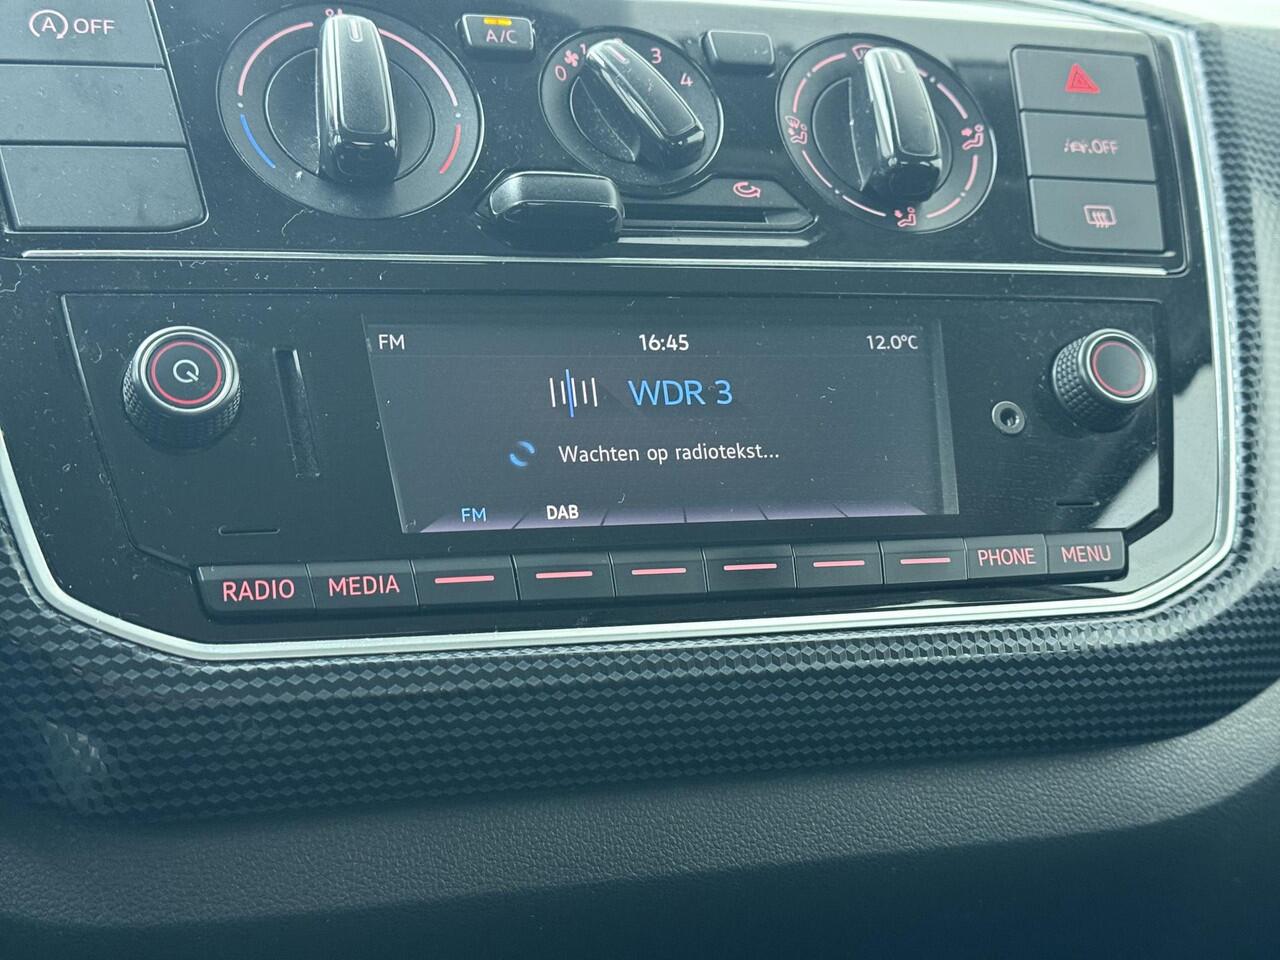 A OFF
A/C
0 1 3 4
OFF
FM 16:45 12.0°C
WDR 3
Wachten op radiotekst...
FM DAB
RADIO MEDIA PHONE MENU